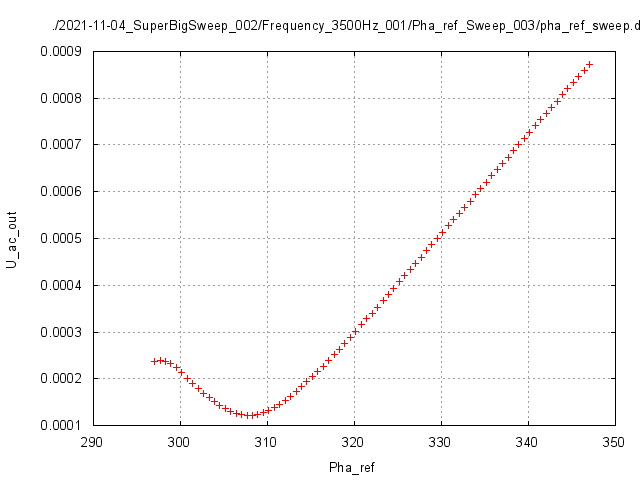 ./2021-11-04_SuperBigSweep_002/Frequency_3500Hz_001/Pha_ref_Sweep_003/pha_ref_sweep.d
0.0009
0.0008
0.0007
0.0006
0.0005
0.0004
0.0003
0.0002
0.0001
U_ac_out
290 300 310 320 330 340 350
Pha_ref